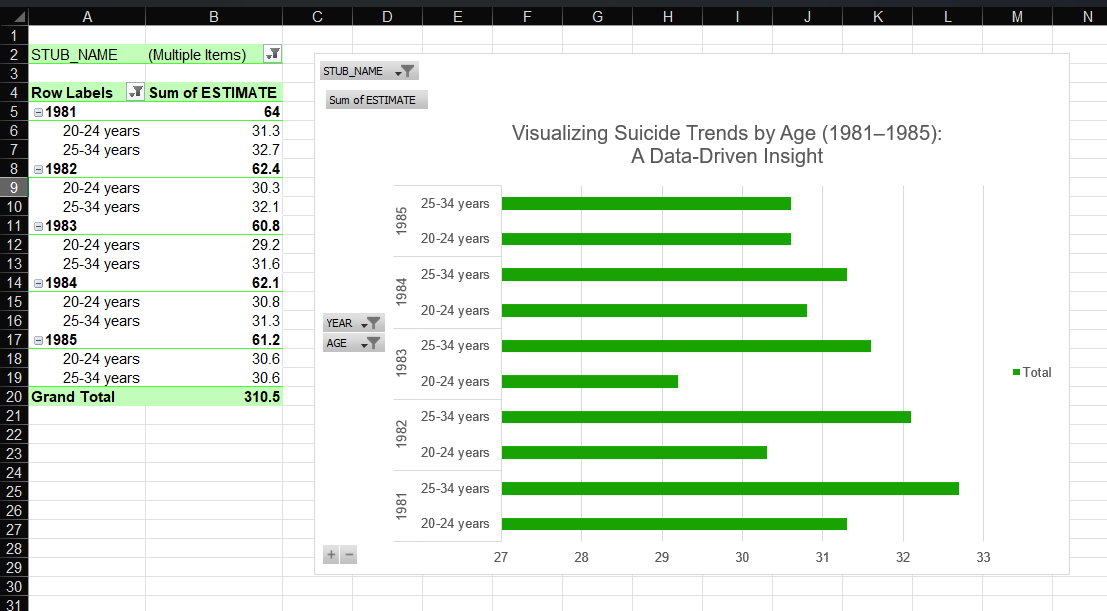 A B C D E F G H I J K L M N
1
2 STUB_NAME (Multiple Items)
3
4 Row Labels Sum of ESTIMATE
5 1981 64
6 20-24 years 31.3
7 25-34 years 32.7
8 1982 62.4
9 20-24 years 30.3
10 25-34 years 32.1
11 1983 60.8
12 20-24 years 29.2
13 25-34 years 31.6
14 1984 62.1
15 20-24 years 30.8
16 25-34 years 31.3
17 1985 61.2
18 20-24 years 30.6
19 25-34 years 30.6
20 Grand Total 310.5
21
22
23
24
25
26
27
28
29
30
31
STUB_NAME
Sum of ESTIMATE
Visualizing Suicide Trends by Age (1981–1985):
A Data-Driven Insight
1985
25-34 years
20-24 years
1984
25-34 years
20-24 years
YEAR
AGE
1983
25-34 years
20-24 years
Total
1982
25-34 years
20-24 years
1981
25-34 years
20-24 years
27 28 29 30 31 32 33